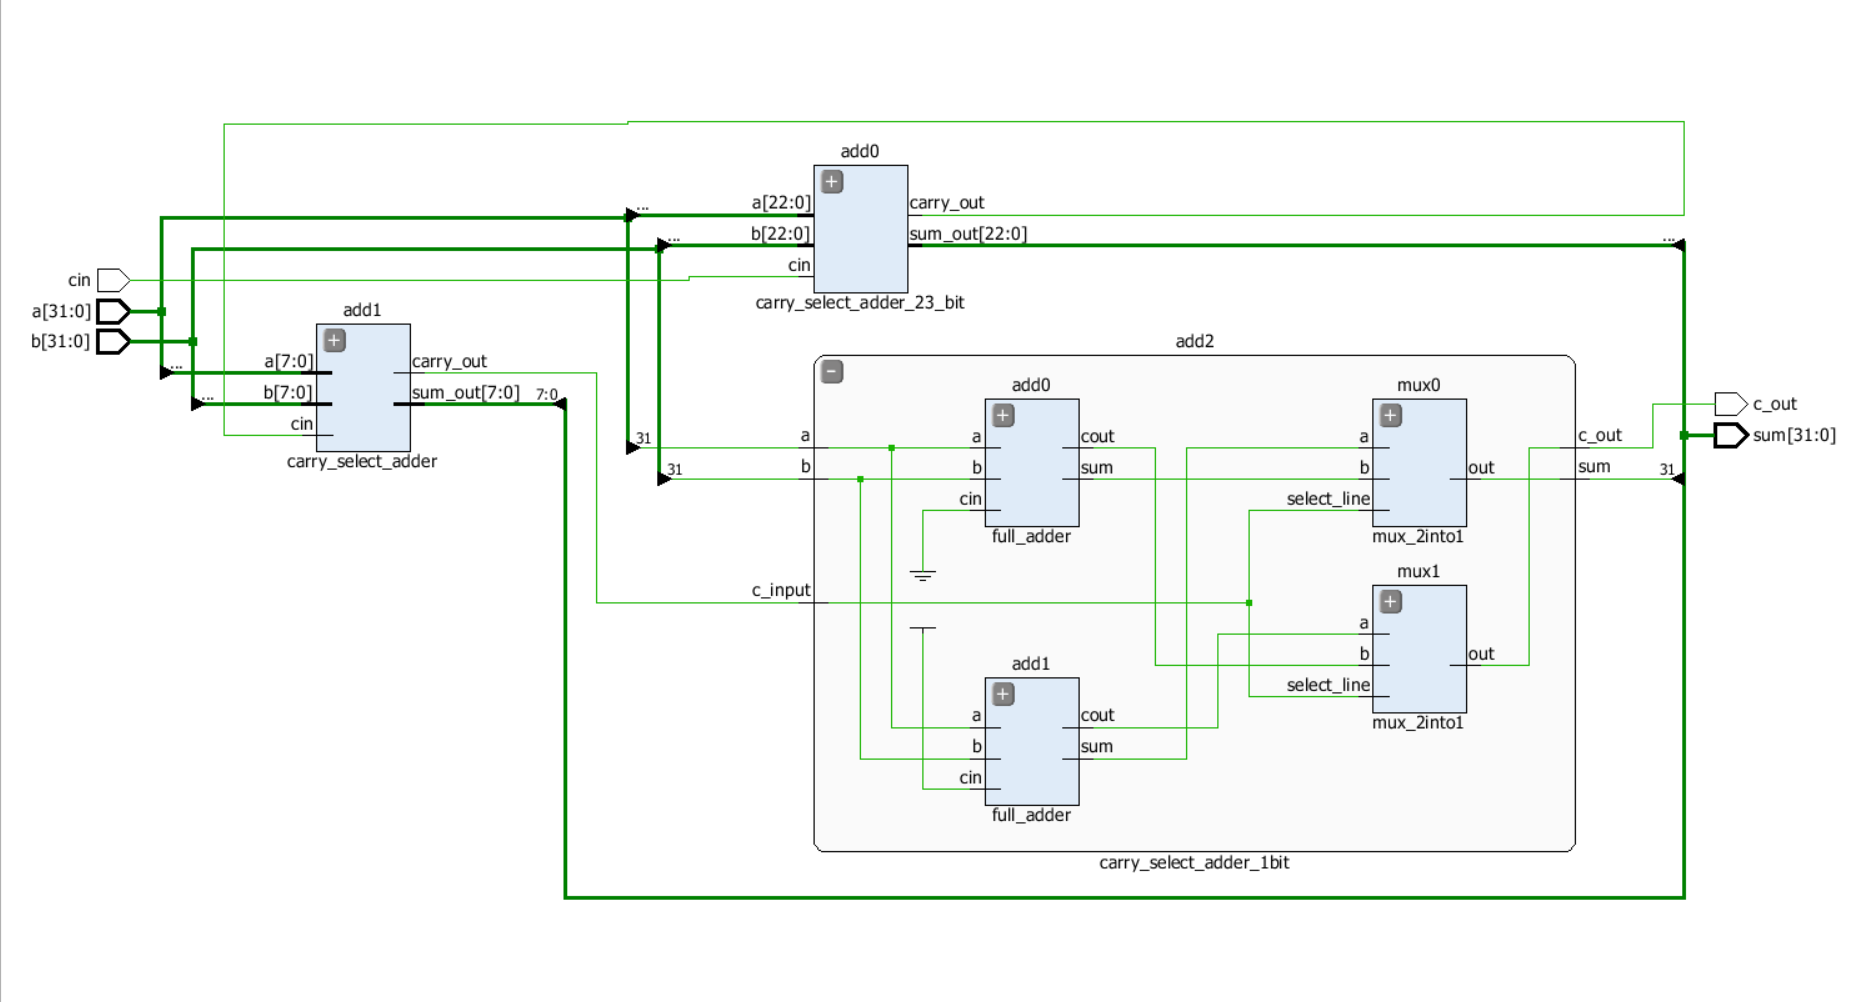 add0
a[22:0]
carry_out
...
b[22:0]
sum_out[22:0]
...
...
cin
carry_select_adder_23_bit
cin
a[31:0]
b[31:0]
add1
a[7:0]
carry_out
...
b[7:0]
sum_out[7:0]
7:0
...
cin
carry_select_adder
add2
31
a
31
b
c_input
add0
a
cout
b
sum
cin
full_adder
mux0
a
b
out
select_line
mux_2into1
mux1
a
b
out
select_line
mux_2into1
add1
a
cout
b
sum
cin
full_adder
carry_select_adder_1bit
c_out
sum
31
c_out
sum[31:0]